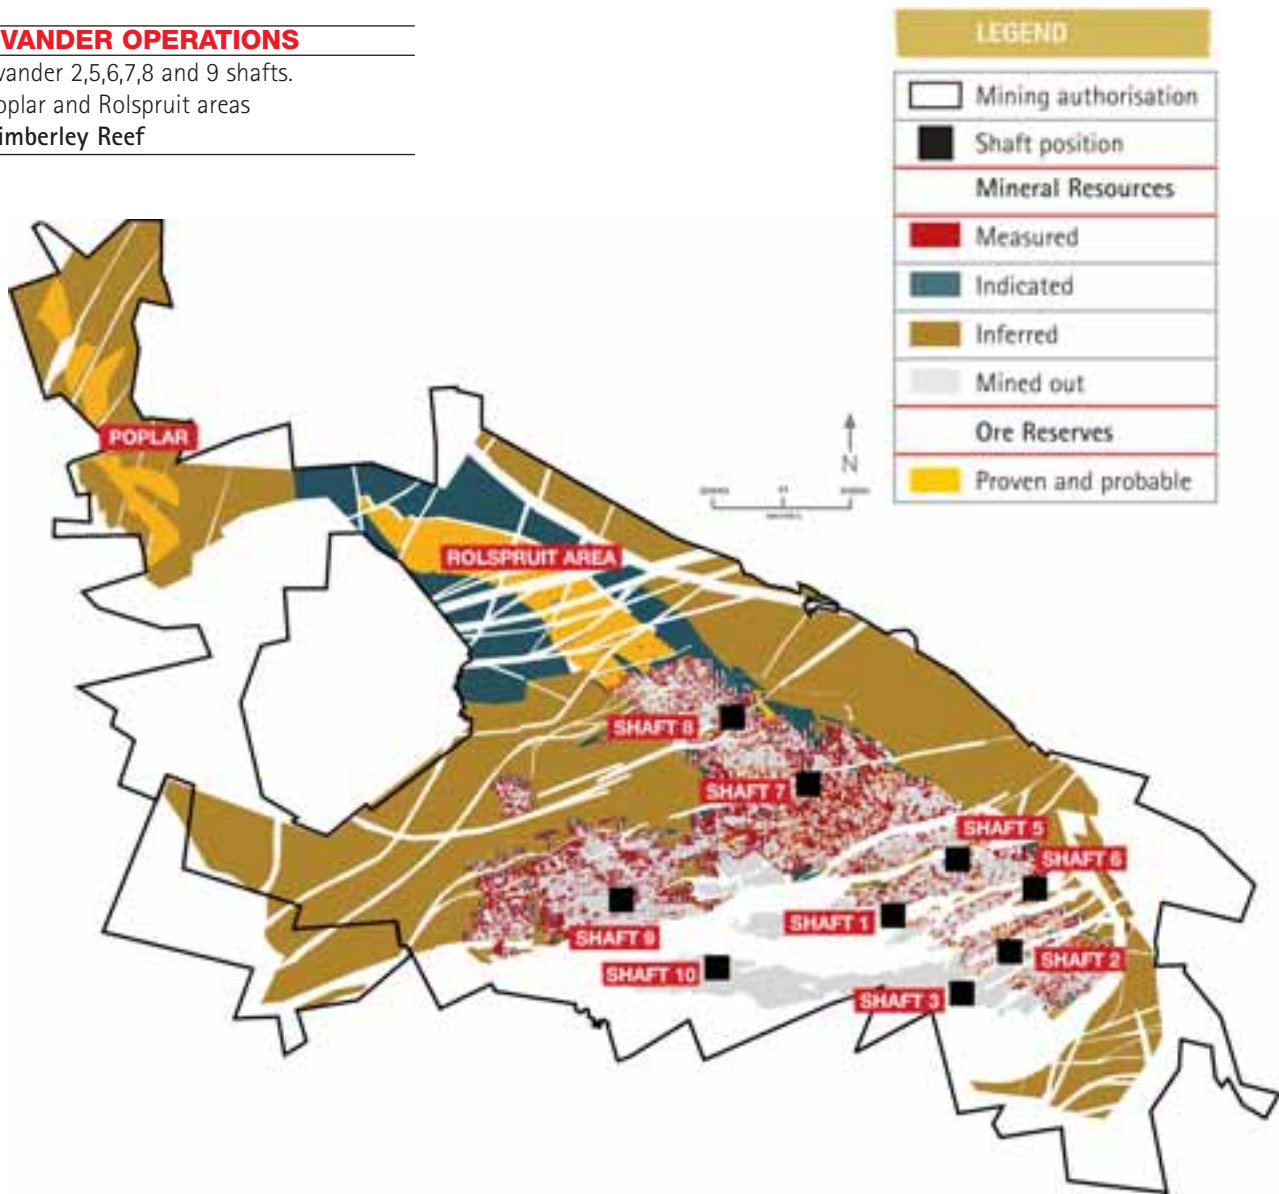 VANDER OPERATIONS
vander 2,5,6,7,8 and 9 shafts.
oplar and Rolspruit areas
imberley Reef
LEGEND
Mining authorisation
Shaft position
Mineral Resources
Measured
Indicated
Inferred
Mined out
Ore Reserves
Proven and probable
N
POPLAR
ROLSPRUIT AREA
SHAFT 8
SHAFT 7
SHAFT 5
SHAFT 6
SHAFT 1
SHAFT 9
SHAFT 2
SHAFT 10
SHAFT 3